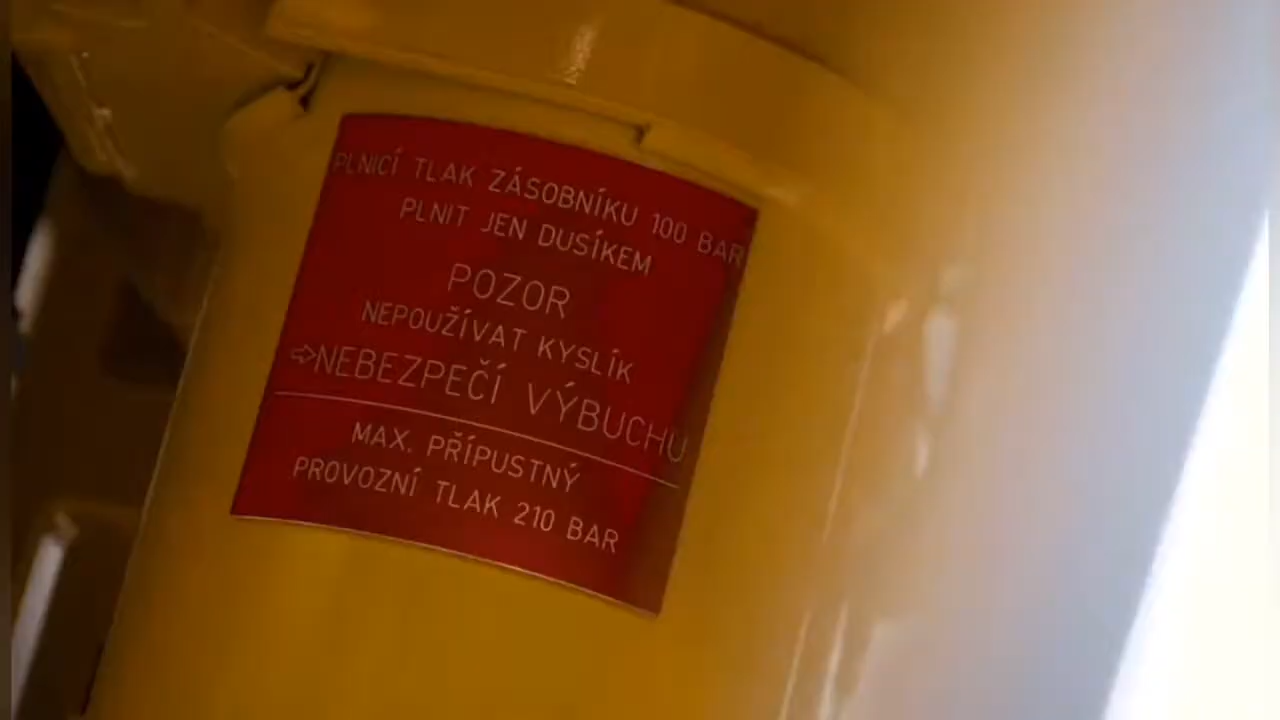 PLNICÍ TLAK ZÁSOBNÍKU 100 BAR
PLNIT JEN DUSÍKEM
POZOR
NEPOUŽÍVAT KYSLÍK
⇨NEBEZPEČÍ VÝBUCHU
MAX. PŘÍPUSTNÝ
PROVOZNÍ TLAK 210 BAR